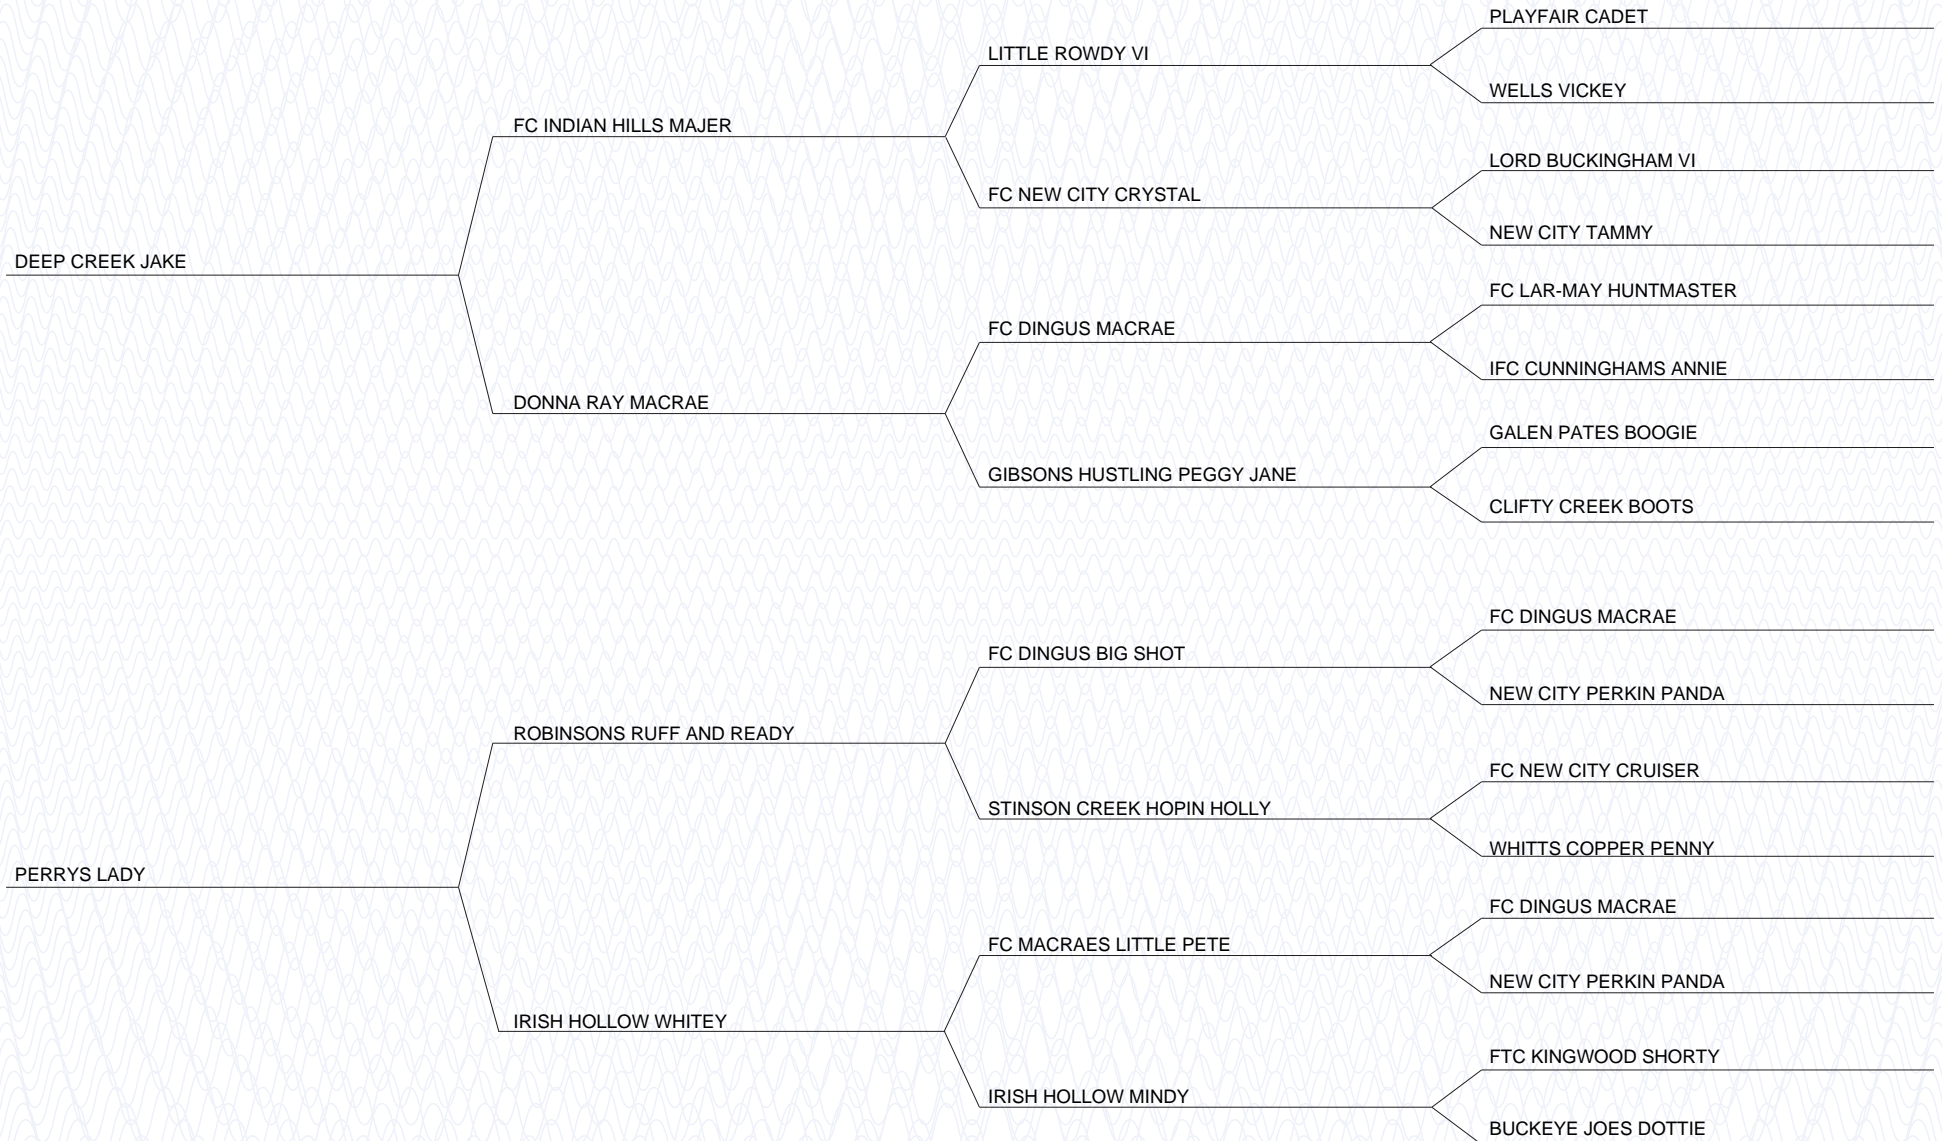 PLAYFAIR CADET
LITTLE ROWDY VI
WELLS VICKEY
FC INDIAN HILLS MAJER
LORD BUCKINGHAM VI
FC NEW CITY CRYSTAL
NEW CITY TAMMY
DEEP CREEK JAKE
FC LAR-MAY HUNTMASTER
FC DINGUS MACRAE
IFC CUNNINGHAMS ANNIE
DONNA RAY MACRAE
GALEN PATES BOOGIE
GIBSONS HUSTLING PEGGY JANE
CLIFTY CREEK BOOTS
FC DINGUS MACRAE
FC DINGUS BIG SHOT
NEW CITY PERKIN PANDA
ROBINSONS RUFF AND READY
FC NEW CITY CRUISER
STINSON CREEK HOPIN HOLLY
WHITTS COPPER PENNY
PERRYS LADY
FC DINGUS MACRAE
FC MACRAES LITTLE PETE
NEW CITY PERKIN PANDA
IRISH HOLLOW WHITEY
FTC KINGWOOD SHORTY
IRISH HOLLOW MINDY
BUCKEYE JOES DOTTIE